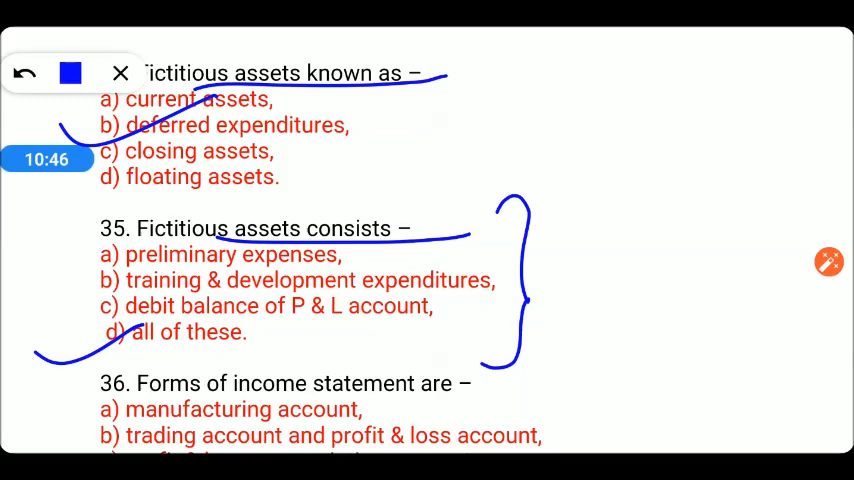 Fictitious assets known as –
a) current assets,
b) deferred expenditures,
10:46
c) closing assets,
d) floating assets.
35. Fictitious assets consists –
a) preliminary expenses,
b) training & development expenditures,
c) debit balance of P & L account,
d) all of these.
36. Forms of income statement are –
a) manufacturing account,
b) trading account and profit & loss account,